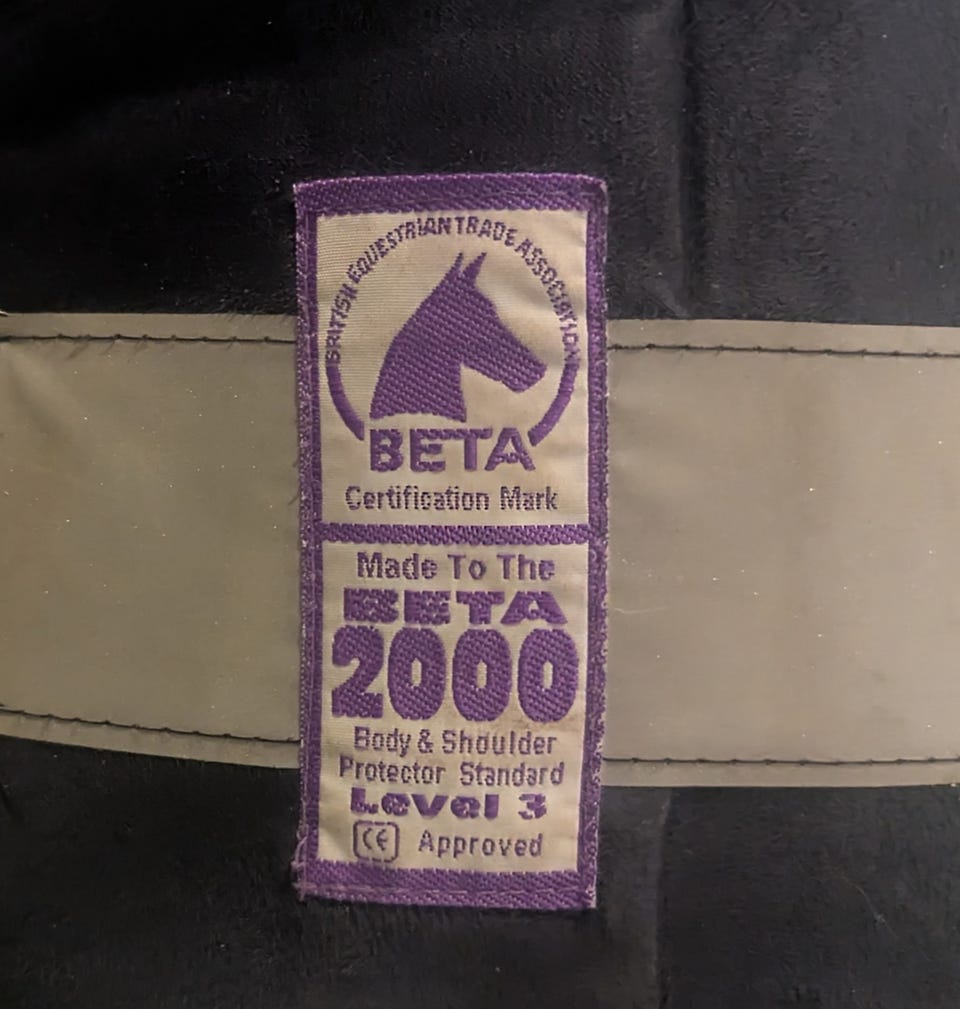 BRITISH EQUESTRIAN TRADE ASSOCIATION
BETA
Certification Mark
Made To The
BETA
2000
Body & Shoulder
Protector Standard
Level 3
CE Approved